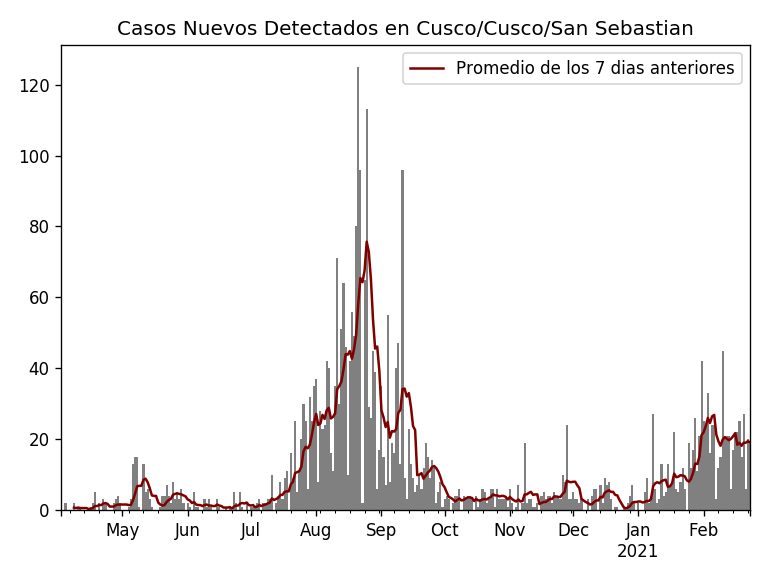 Casos Nuevos Detectados en Cusco/Cusco/San Sebastian
Promedio de los 7 dias anteriores
120
100
80
60
40
20
0
May Jun Jul Aug Sep Oct Nov Dec Jan Feb
2021